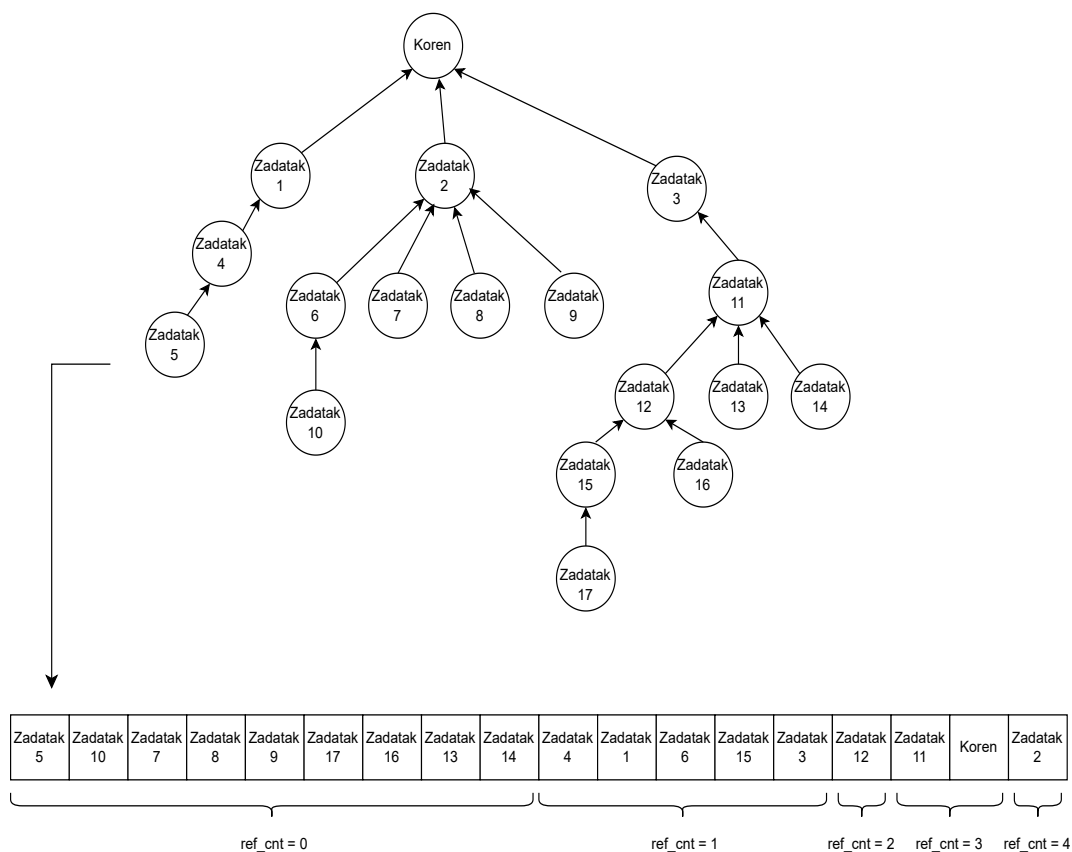 Koren
Zadatak
1
Zadatak
2
Zadatak
3
Zadatak
4
Zadatak
5
Zadatak
6
Zadatak
7
Zadatak
8
Zadatak
9
Zadatak
10
Zadatak
11
Zadatak
12
Zadatak
13
Zadatak
14
Zadatak
15
Zadatak
16
Zadatak
17
Zadatak
5
Zadatak
10
Zadatak
7
Zadatak
8
Zadatak
9
Zadatak
17
Zadatak
16
Zadatak
13
Zadatak
14
Zadatak
4
Zadatak
1
Zadatak
6
Zadatak
15
Zadatak
3
Zadatak
12
Zadatak
11
Koren
Zadatak
2
ref_cnt = 0
ref_cnt = 1
ref_cnt = 2
ref_cnt = 3
ref_cnt = 4